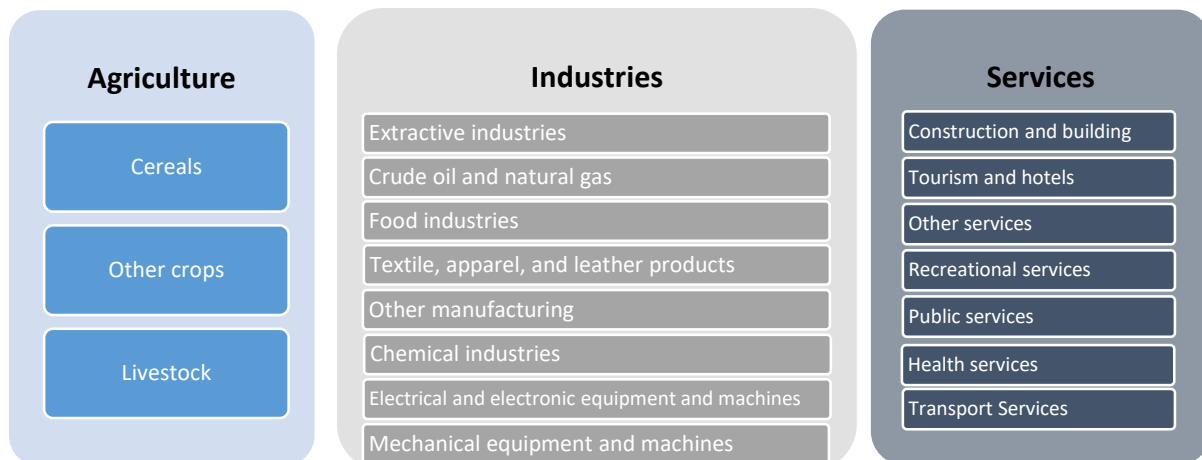 Agriculture
Cereals
Other crops
Livestock
Industries
Extractive industries
Crude oil and natural gas
Food industries
Textile, apparel, and leather products
Other manufacturing
Chemical industries
Electrical and electronic equipment and machines
Mechanical equipment and machines
Services
Construction and building
Tourism and hotels
Other services
Recreational services
Public services
Health services
Transport Services